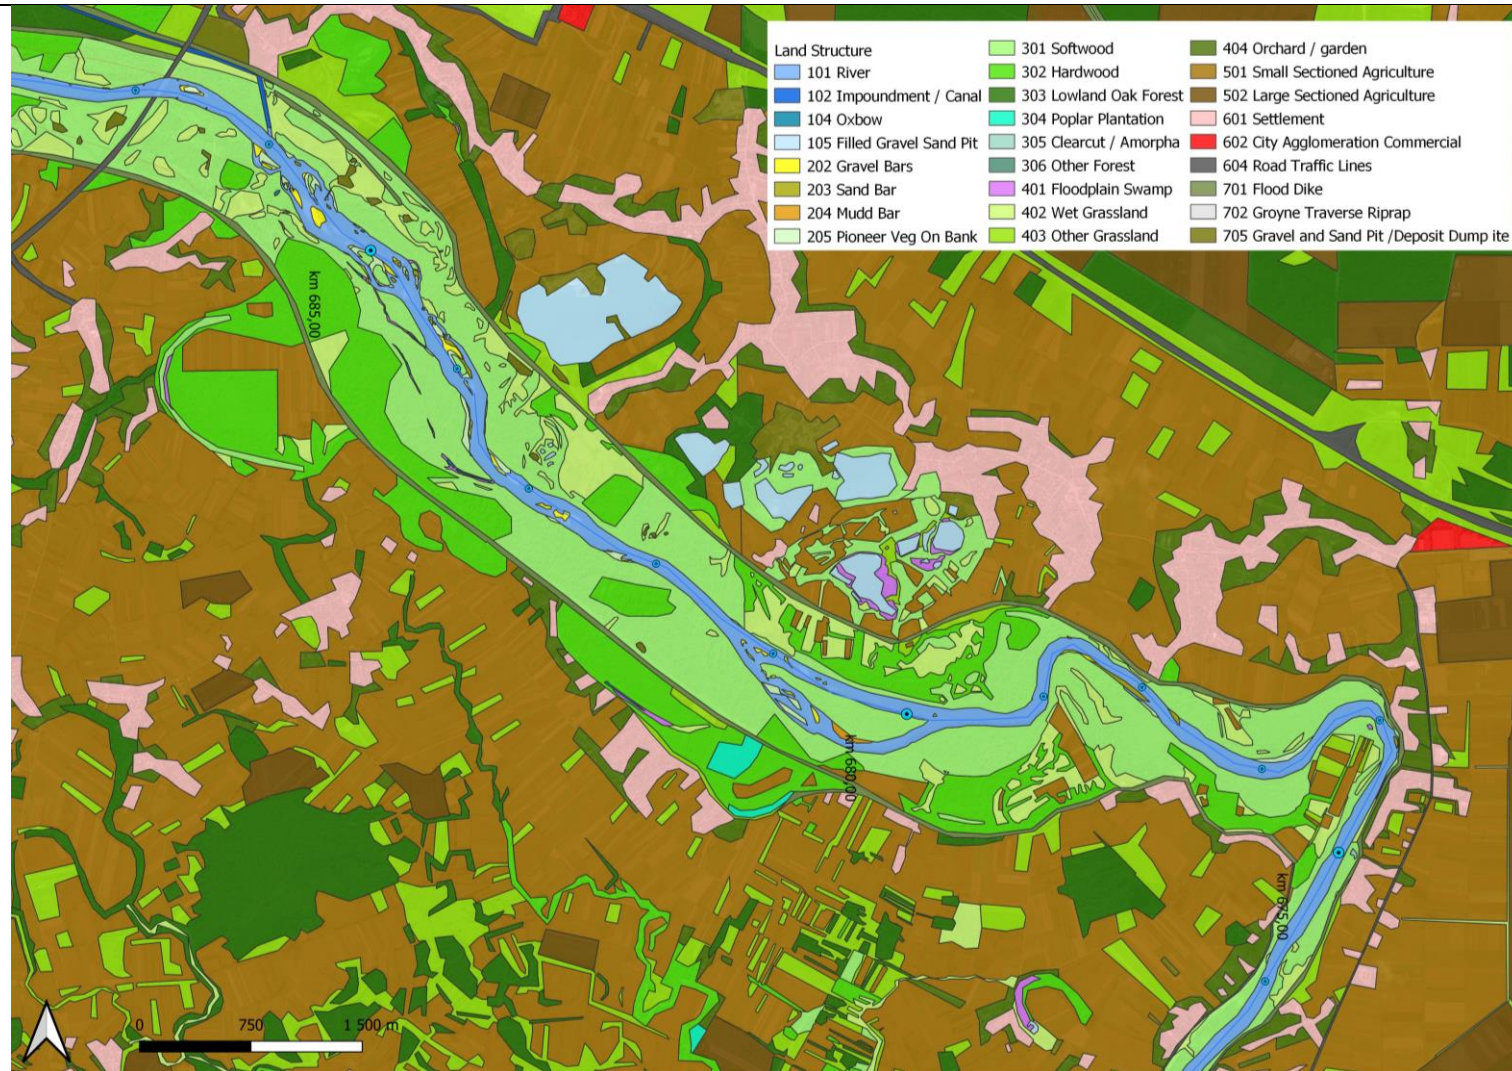 Land Structure
101 River
102 Impoundment / Canal
104 Oxbow
105 Filled Gravel Sand Pit
202 Gravel Bars
203 Sand Bar
204 Mudd Bar
205 Pioneer Veg On Bank
301 Softwood
302 Hardwood
303 Lowland Oak Forest
304 Poplar Plantation
305 Clearcut / Amorpha
306 Other Forest
401 Floodplain Swamp
402 Wet Grassland
403 Other Grassland
404 Orchard / garden
501 Small Sectioned Agriculture
502 Large Sectioned Agriculture
601 Settlement
602 City Agglomeration Commercial
604 Road Traffic Lines
701 Flood Dike
702 Groyne Traverse Riprap
705 Gravel and Sand Pit /Deposit Dump ite
km 685,00
km 680,00
km 675,00
0 750 1 500 m